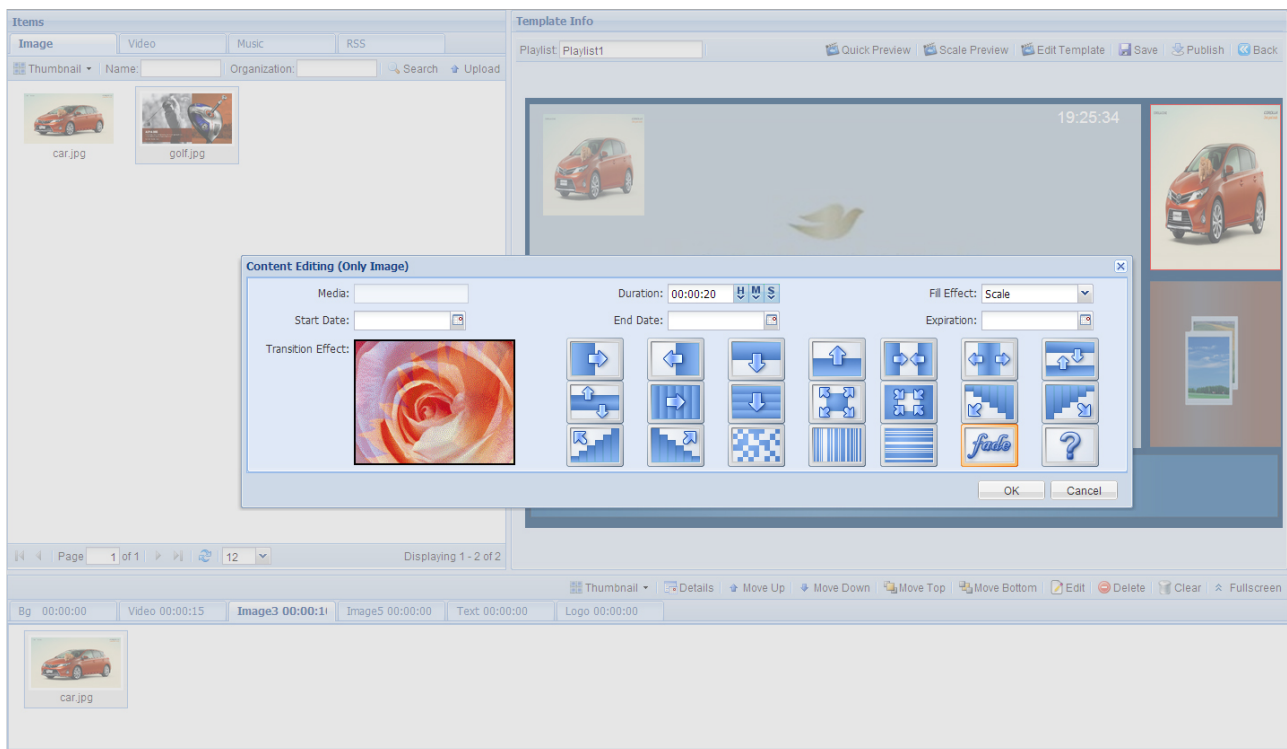 Items
Image Video Music RSS
Thumbnail Name: Organization: Search Upload
car.jpg golf.jpg
Page 1 of 1 12 Displaying 1 - 2 of 2
Template Info
Playlist: Playlist1 Quick Preview Scale Preview Edit Template Save Publish Back
19:25:34
Content Editing (Only Image)
Media: Duration: 00:00:20 H M S Fill Effect: Scale
Start Date: End Date: Expiration:
Transition Effect:
fade ?
OK Cancel
Thumbnail Details Move Up Move Down Move Top Move Bottom Edit Delete Clear Fullscreen
Bg 00:00:00 Video 00:00:15 Image3 00:00:1 Image5 00:00:00 Text 00:00:00 Logo 00:00:00
car.jpg